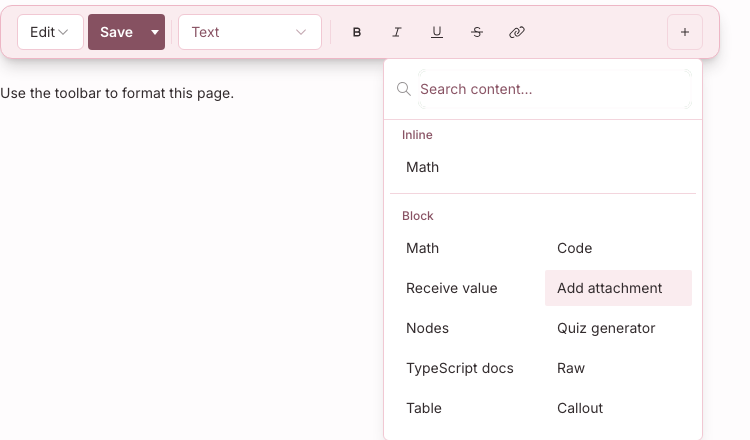 Edit Save Text B I U S +
Use the toolbar to format this page.
Search content...
Inline
Math
Block
Math Code
Receive value Add attachment
Nodes Quiz generator
TypeScript docs Raw
Table Callout